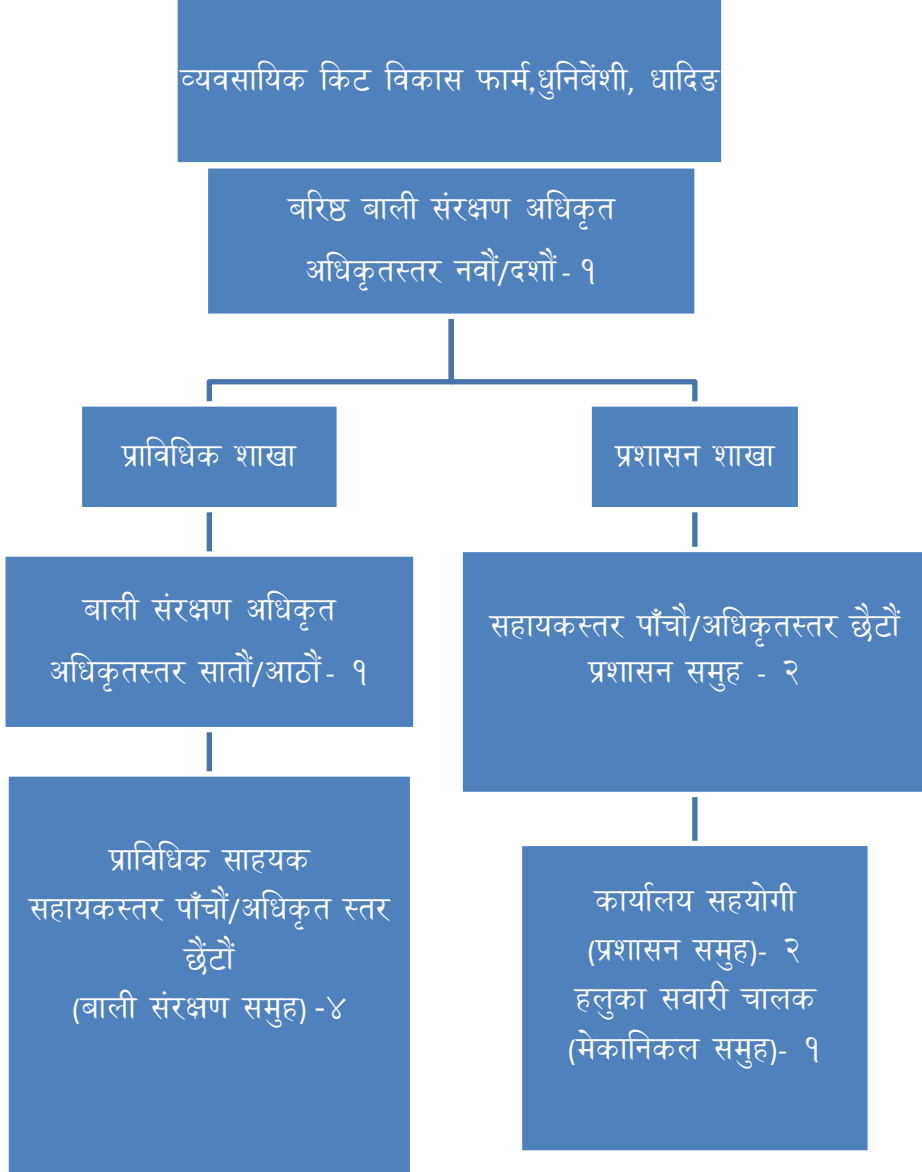 व्यवसायिक किट विकास फार्म,धुनिबेंशी, धादिङ
बरिष्ठ बाली संरक्षण अधिकृत
अधिकृतस्तर नवौं/दशौं - १
प्राविधिक शाखा
प्रशासन शाखा
बाली संरक्षण अधिकृत
अधिकृतस्तर सातौं/आठौं - १
सहायकस्तर पाँचौ/अधिकृतस्तर छैटौं
प्रशासन समुह - २
प्राविधिक साहयक
सहायकस्तर पाँचौं/अधिकृत स्तर
छैंटौं
(बाली संरक्षण समुह) -४
कार्यालय सहयोगी
(प्रशासन समुह)- २
हलुका सवारी चालक
(मेकानिकल समुह)- १